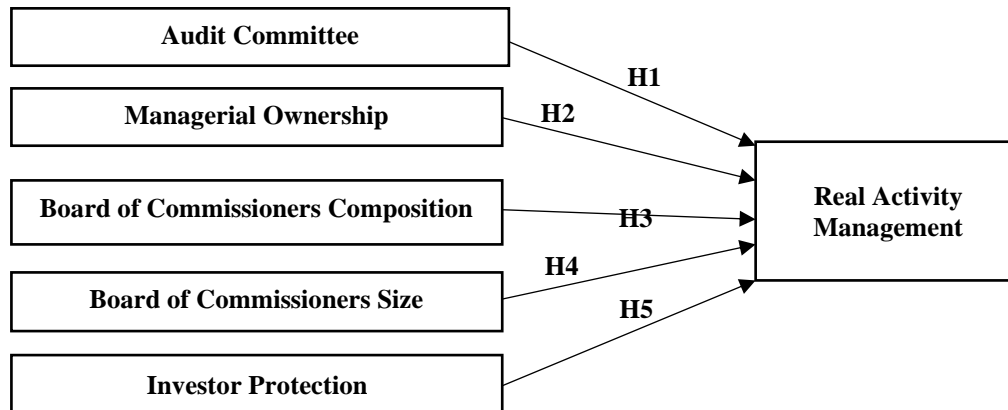 Audit Committee
H1
Managerial Ownership
H2
Board of Commissioners Composition
H3
Board of Commissioners Size
H4
Investor Protection
H5
Real Activity
Management